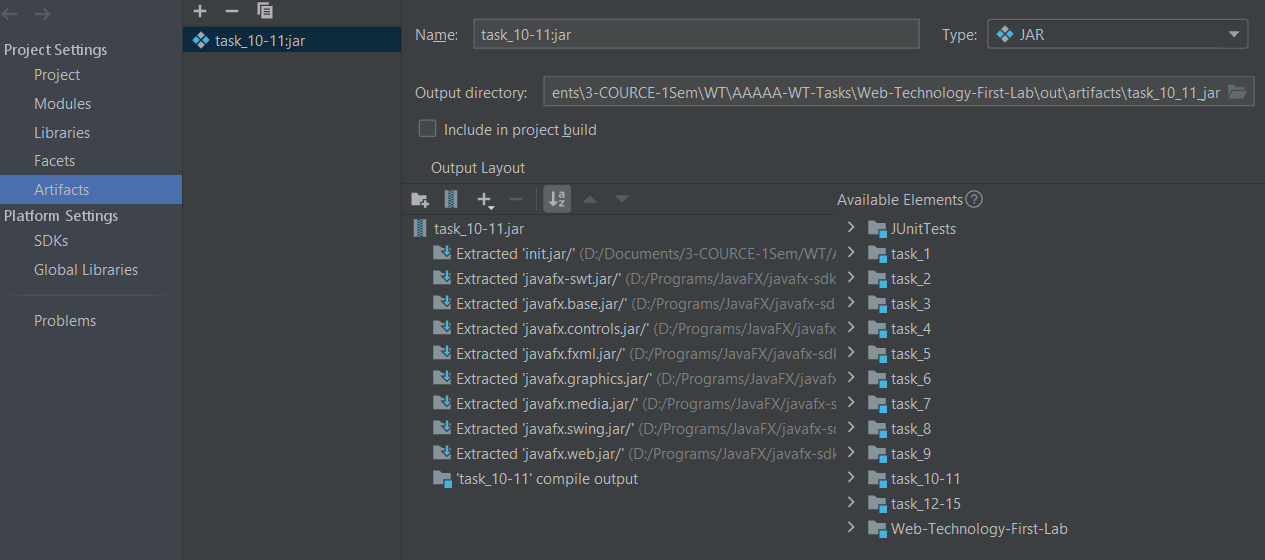 Project Settings
Project
Modules
Libraries
Facets
Artifacts
Platform Settings
SDKs
Global Libraries
Problems
task_10-11:jar
Name: task_10-11:jar Type: JAR
Output directory: ents\3-COURCE-1Sem\WT\AAAAA-WT-Tasks\Web-Technology-First-Lab\out\artifacts\task_10_11_jar
Include in project build
Output Layout
task_10-11.jar
Extracted 'init.jar/' (D:/Documents/3-COURCE-1Sem/WT/A
Extracted 'javafx-swt.jar/' (D:/Programs/JavaFX/javafx-sdk
Extracted 'javafx.base.jar/' (D:/Programs/JavaFX/javafx-sd
Extracted 'javafx.controls.jar/' (D:/Programs/JavaFX/javafx
Extracted 'javafx.fxml.jar/' (D:/Programs/JavaFX/javafx-sdk
Extracted 'javafx.graphics.jar/' (D:/Programs/JavaFX/javafx
Extracted 'javafx.media.jar/' (D:/Programs/JavaFX/javafx-s
Extracted 'javafx.swing.jar/' (D:/Programs/JavaFX/javafx-sd
Extracted 'javafx.web.jar/' (D:/Programs/JavaFX/javafx-sdk
'task_10-11' compile output
Available Elements ?
JUnitTests
task_1
task_2
task_3
task_4
task_5
task_6
task_7
task_8
task_9
task_10-11
task_12-15
Web-Technology-First-Lab